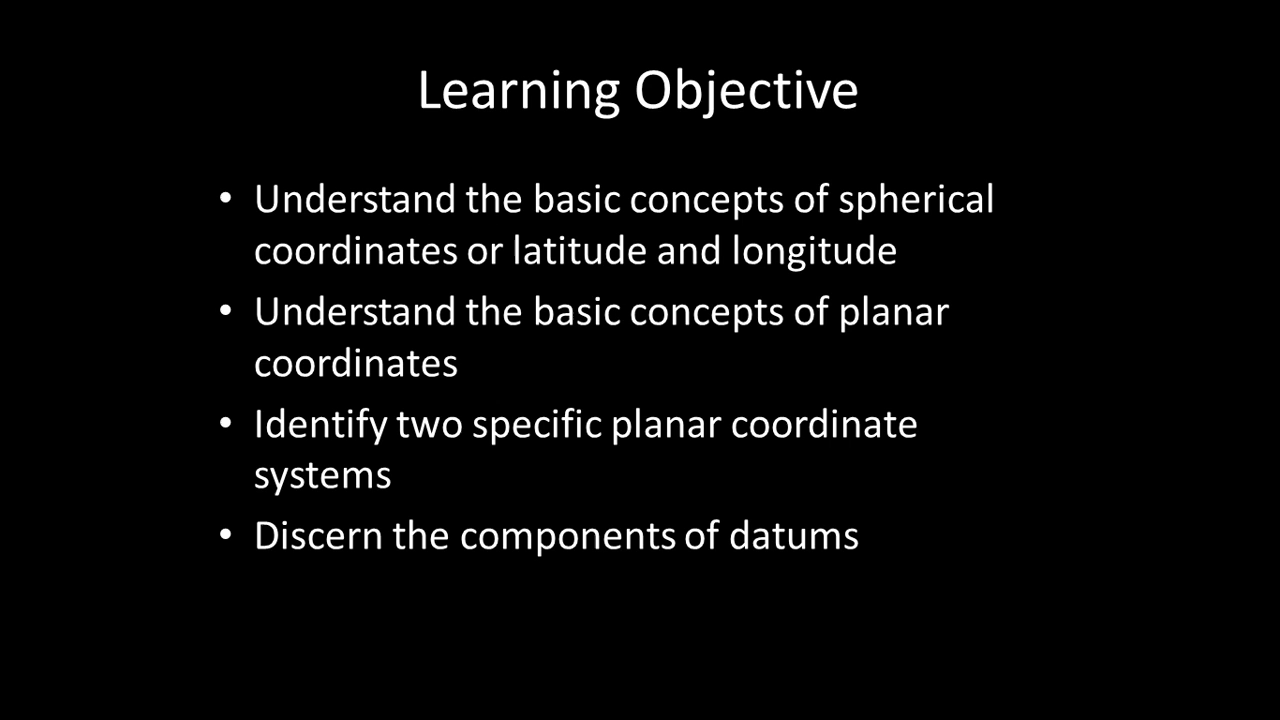 Learning Objective
• Understand the basic concepts of spherical
coordinates or latitude and longitude
• Understand the basic concepts of planar
coordinates
• Identify two specific planar coordinate
systems
• Discern the components of datums